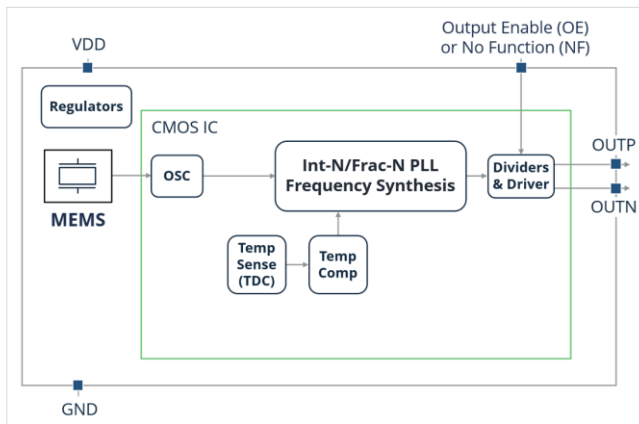 VDD
Output Enable (OE)
or No Function (NF)
Regulators
CMOS IC
MEMS
OSC
Int-N/Frac-N PLL
Frequency Synthesis
Dividers
& Driver
OUTP
OUTN
Temp
Sense
(TDC)
Temp
Comp
GND